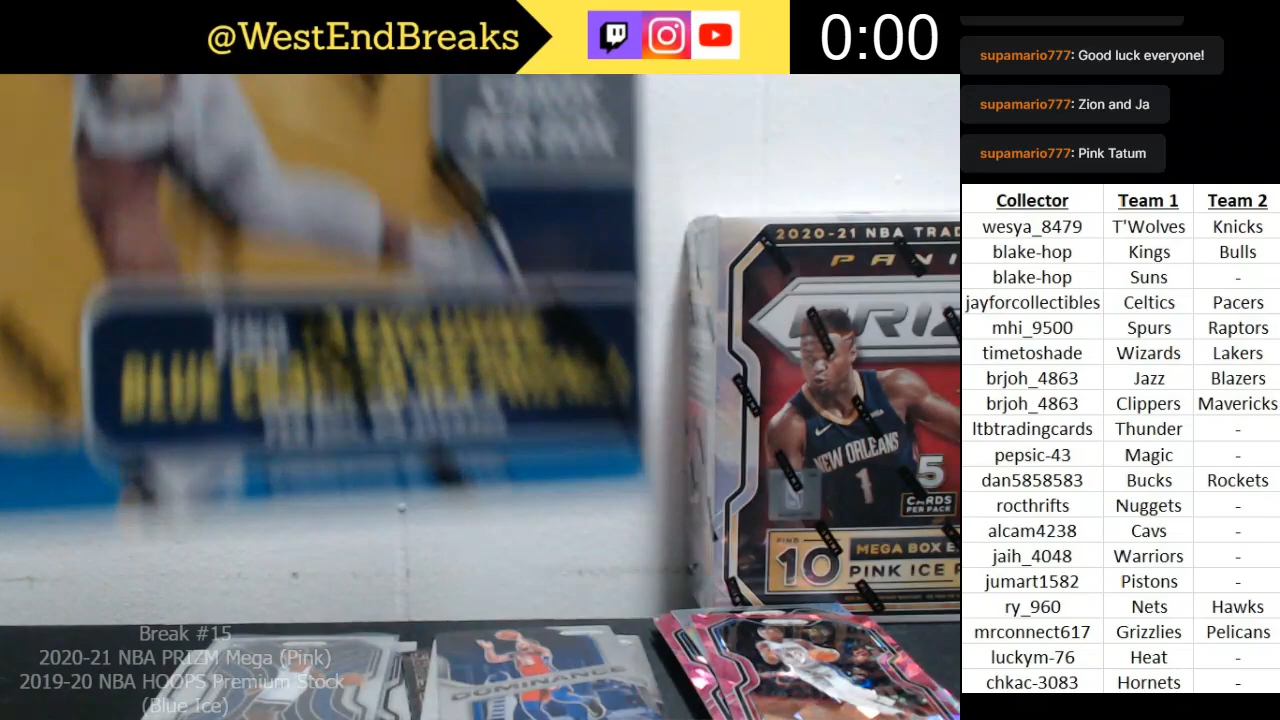 @WestEndBreaks
0:00
supamario777: Good luck everyone!
supamario777: Zion and Ja
supamario777: Pink Tatum
Collector Team 1 Team 2
wesya_8479 T'Wolves Knicks
blake-hop Kings Bulls
blake-hop Suns -
jayforcollectibles Celtics Pacers
mhi_9500 Spurs Raptors
timetoshade Wizards Lakers
brjoh_4863 Jazz Blazers
brjoh_4863 Clippers Mavericks
ltbtradingcards Thunder -
pepsic-43 Magic -
dan5858583 Bucks Rockets
rocthrifts Nuggets -
alcam4238 Cavs -
jaih_4048 Warriors -
jumart1582 Pistons -
ry_960 Nets Hawks
mrconnect617 Grizzlies Pelicans
luckym-76 Heat -
chkac-3083 Hornets -
2020-21 NBA TRAD
PANI
PRIZ
NEW ORLEANS
1
5
CARDS
PER PACK
FIND
10
MEGA BOX E
PINK ICE P
DOMINANC
Break #15
2020-21 NBA PRIZM Mega (Pink)
2019-20 NBA HOOPS Premium Stock
(Blue Ice)